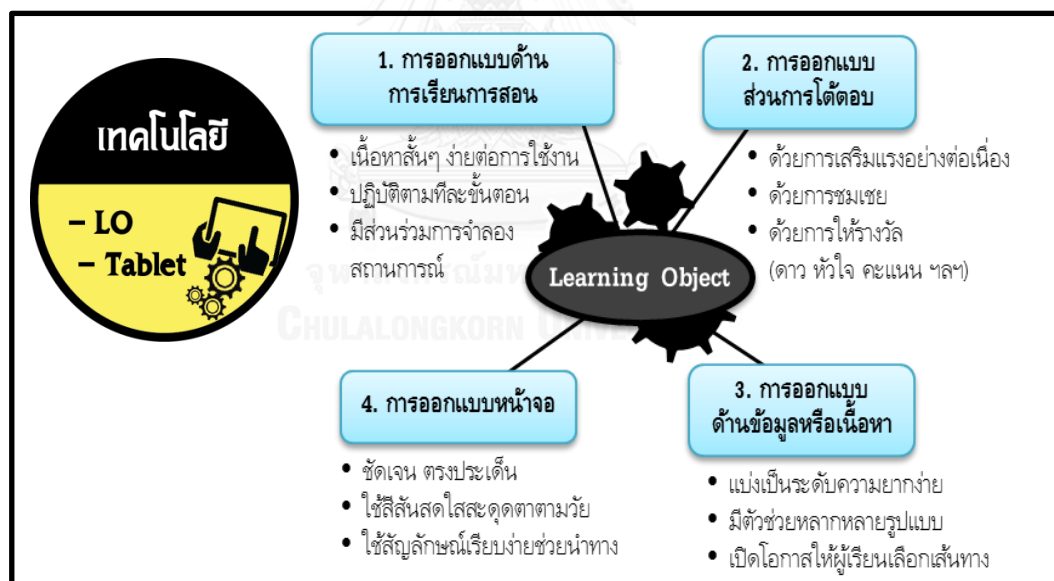 เทคโนโลยี
– LO
– Tablet
1. การออกแบบด้าน
การเรียนการสอน
• เนื้อหาสั้นๆ ง่ายต่อการใช้งาน
• ปฏิบัติตามทีละขั้นตอน
• มีส่วนร่วมการจำลอง
สถานการณ์
2. การออกแบบ
ส่วนการโต้ตอบ
• ด้วยการเสริมแรงอย่างต่อเนื่อง
• ด้วยการชมเชย
• ด้วยการให้รางวัล
(ดาว หัวใจ คะแนน ฯลฯ)
Learning Object
CHULALONGKORN
4. การออกแบบหน้าจอ
• ชัดเจน ตรงประเด็น
• ใช้สีสันสดใสสะดุดตาตามวัย
• ใช้สัญลักษณ์เรียบง่ายช่วยนำทาง
3. การออกแบบ
ด้านข้อมูลหรือเนื้อหา
• แบ่งเป็นระดับความยากง่าย
• มีตัวช่วยหลากหลายรูปแบบ
• เปิดโอกาสให้ผู้เรียนเลือกเส้นทาง